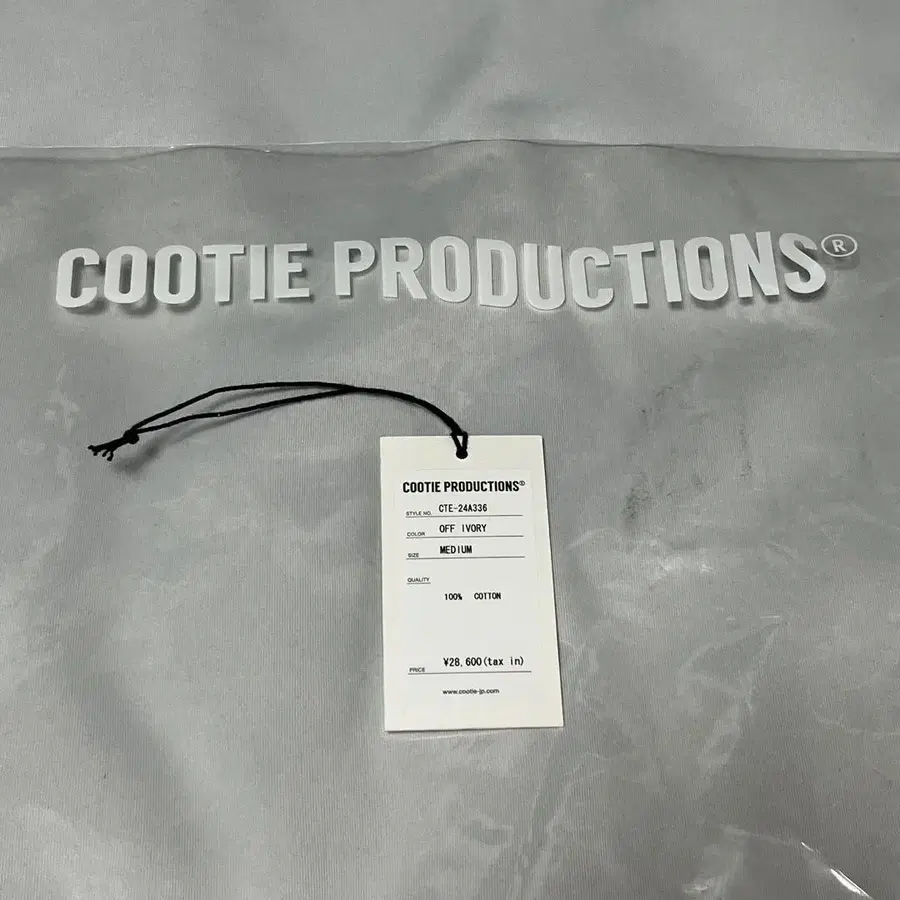 COOTIE PRODUCTIONS®
COOTIE PRODUCTIONS®
STYLE NO. CTE-24A336
COLOR OFF IVORY
SIZE MEDIUM
QUALITY
100% COTTON
PRICE ¥28,600(tax in)
www.cootie-jp.com